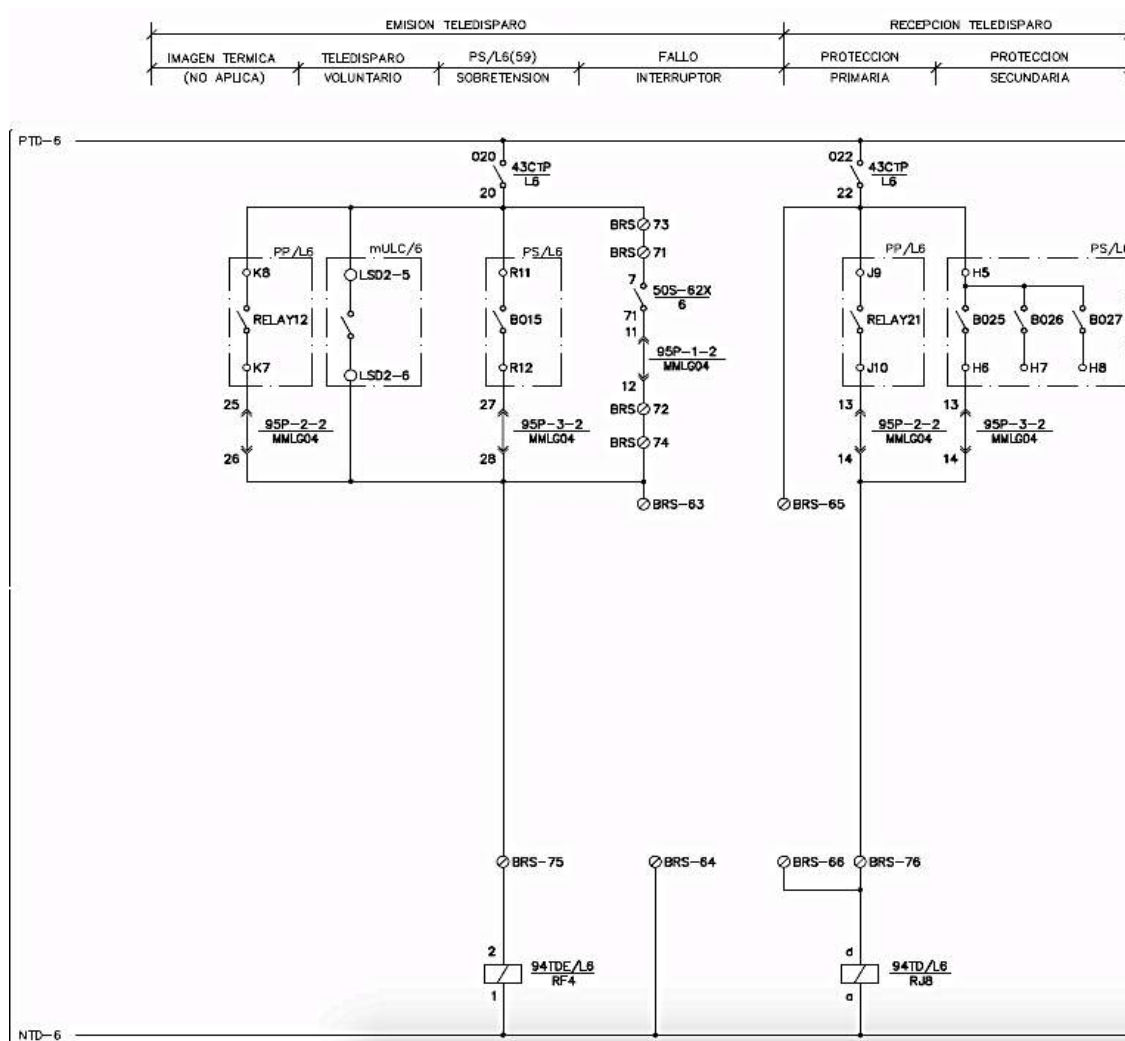 EMISION TELEDISPARO
RECEPCION TELEDISPARO
IMAGEN TERMICA
(NO APLICA)
TELEDISPARO
VOLUNTARIO
PS/L6(59)
SOBRETENSION
FALLO
INTERRUPTOR
PROTECCION
PRIMARIA
PROTECCION
SECUNDARIA
PTD-6
020
43CTP
L6
20
022
43CTP
L6
22
BRS 73
BRS 71
PP/L6
K8
RELAY12
K7
mULC/6
LSD2-5
LSD2-6
PS/L6
R11
BO15
R12
7
50S-62X
6
71
11
95P-1-2
MMLG04
12
BRS 72
BRS 74
PP/L6
J9
RELAY21
J10
PS/L6
H5
BO25
BO26
BO27
H6
H7
H8
25
95P-2-2
MMLG04
26
27
95P-3-2
MMLG04
28
13
95P-2-2
MMLG04
14
13
95P-3-2
MMLG04
14
BRS-63
BRS-65
BRS-75
BRS-64
BRS-66
BRS-76
2
94TDE/L6
RF4
1
d
94TD/L6
RJ8
a
NTD-6